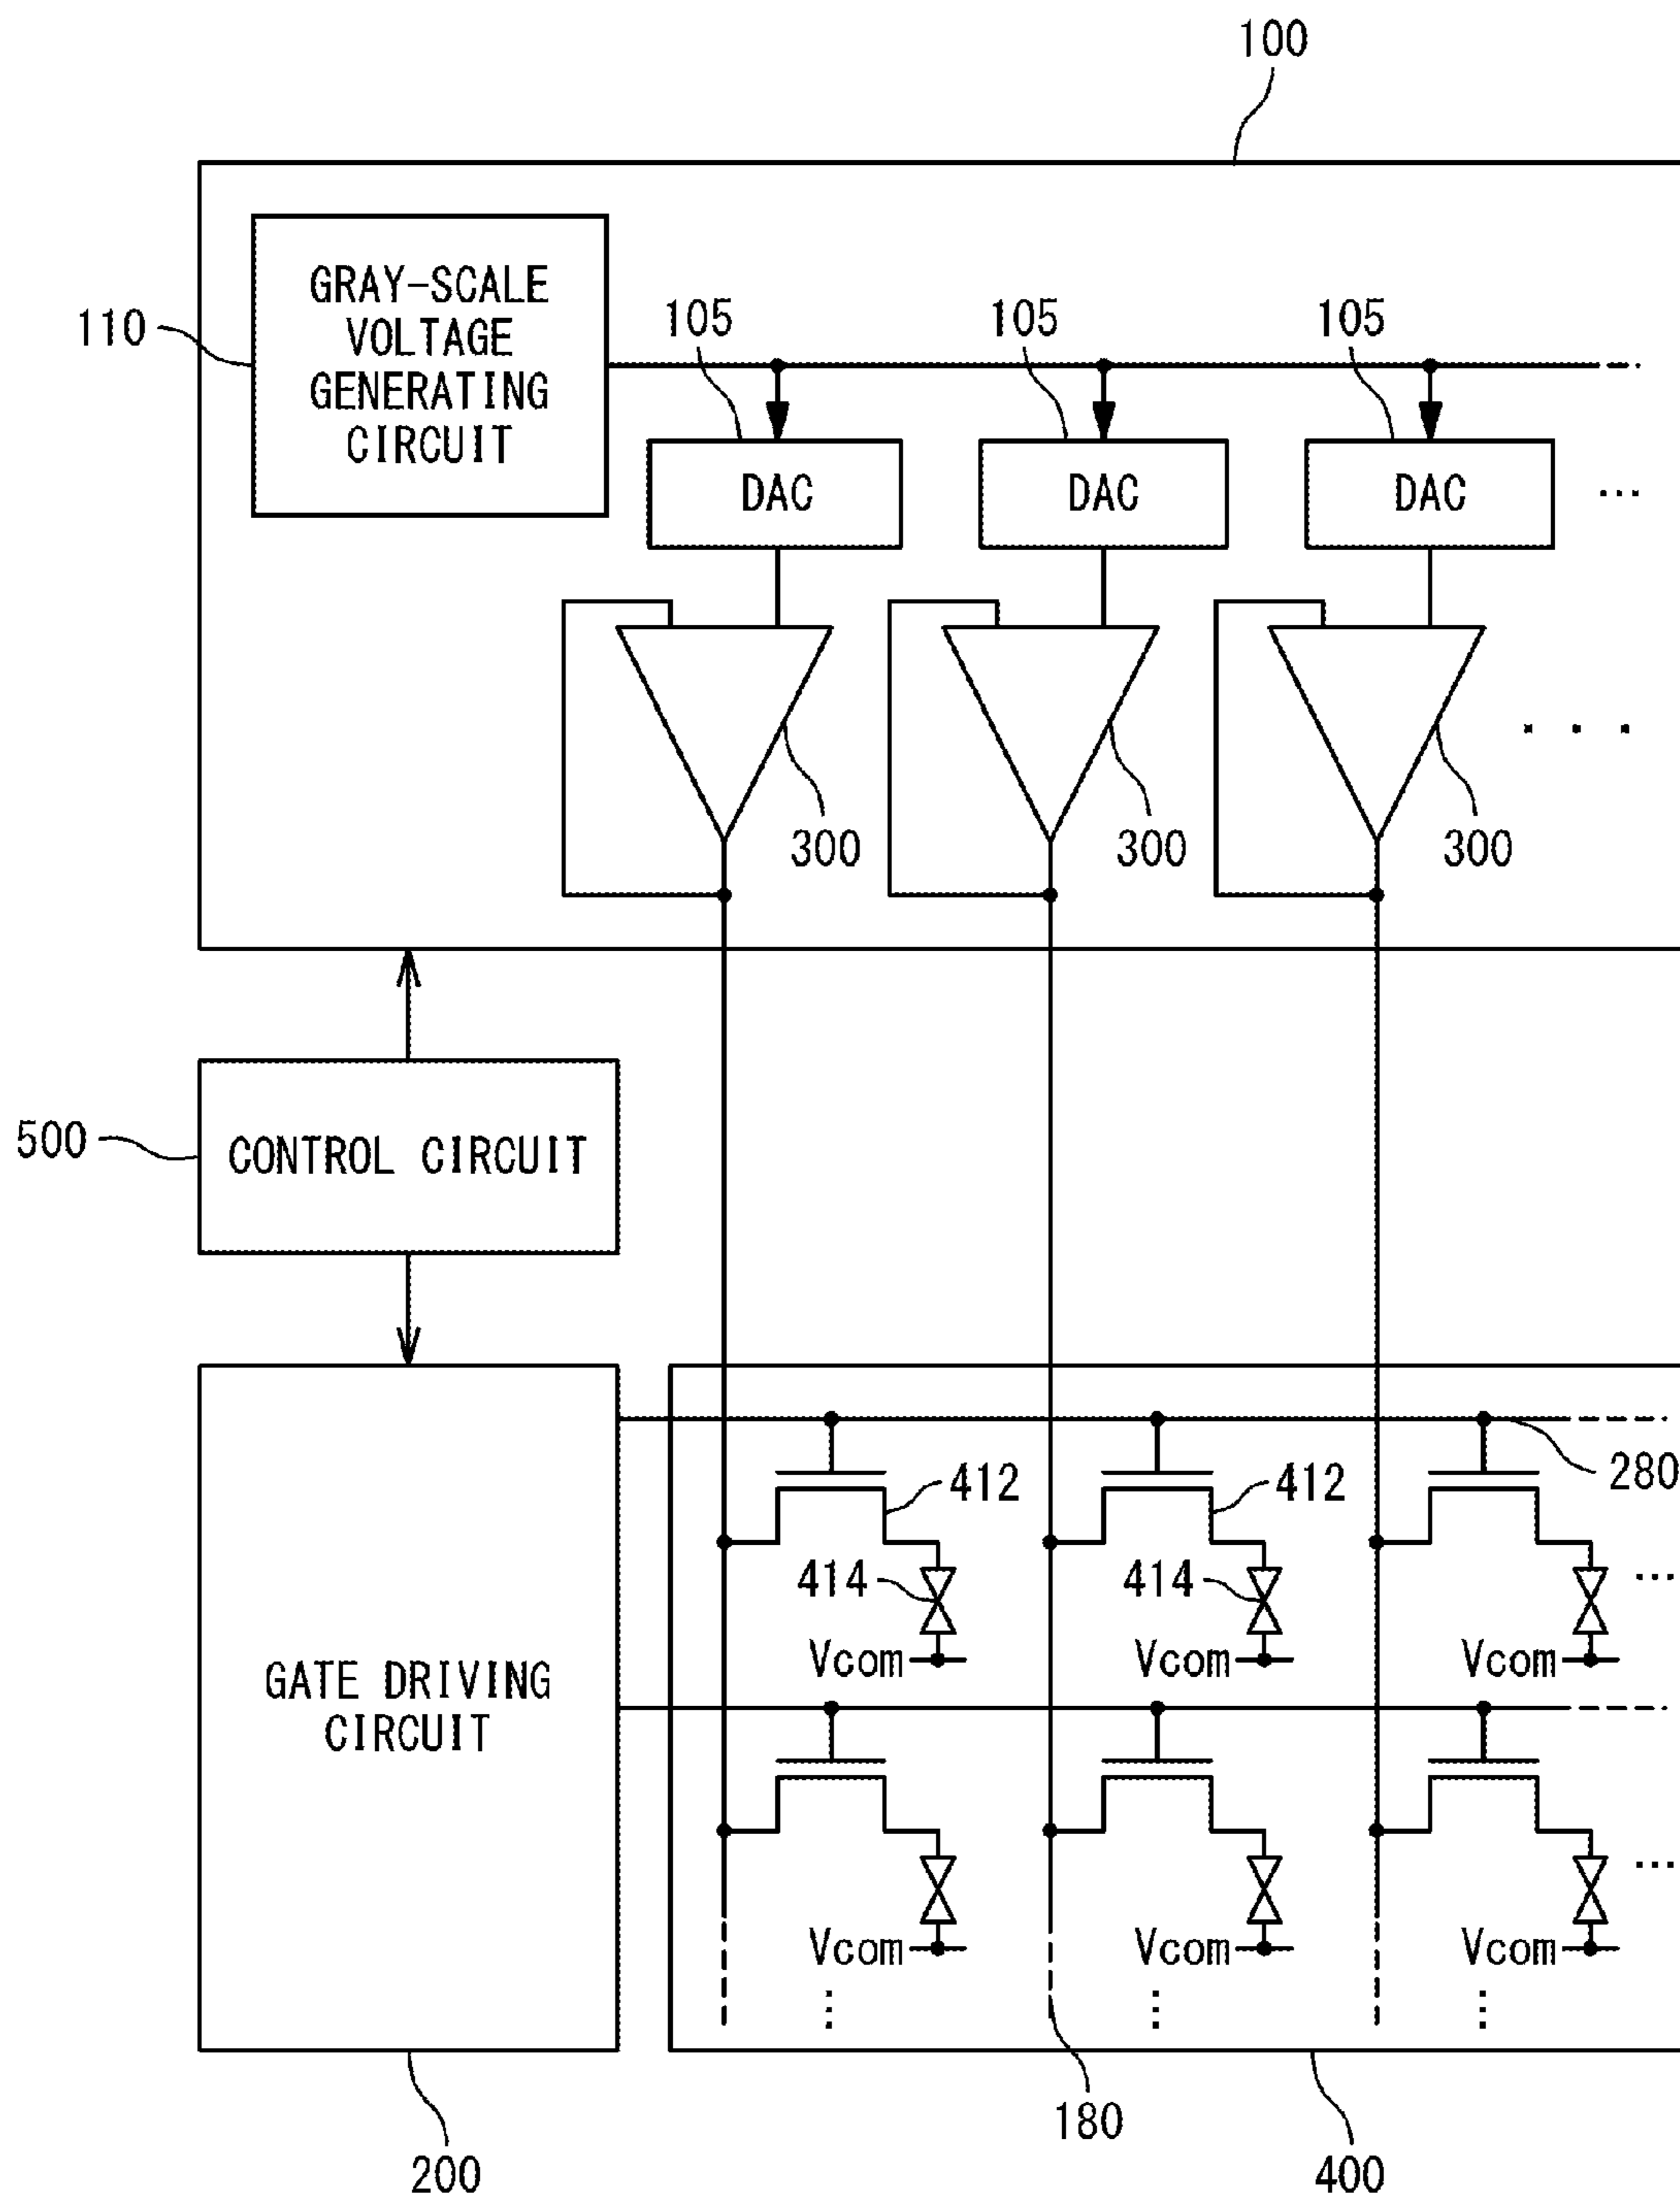 100
GRAY-SCALE
VOLTAGE
GENERATING
CIRCUIT
110
105 105 105
DAC DAC DAC ...
. . .
300 300 300
500
CONTROL CIRCUIT
280
412 412
414 414 ...
Vcom Vcom Vcom
GATE DRIVING
CIRCUIT
...
Vcom Vcom Vcom
180
200 400